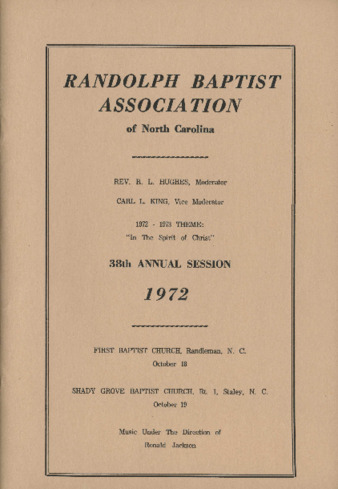 RANDOLPH BAPTIST
ASSOCIATION
of North Carolina
REV. R. L. HUGHES, Moderator
CARL L. KING, Vice Moderator
1972 - 1973 THEME:
"In The Spirit of Christ"
38th ANNUAL SESSION
1972
FIRST BAPTIST CHURCH, Randleman, N. C.
October 18
SHADY GROVE BAPTIST CHURCH, Rt. 1, Staley, N. C.
October 19
Music Under The Direction of
Ronald Jackson